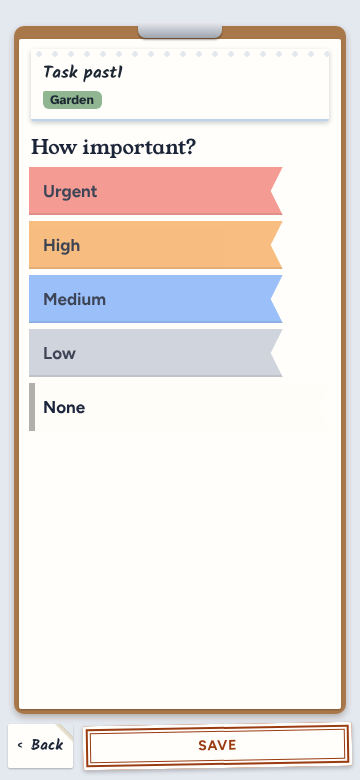 Task past1
Garden
How important?
Urgent
High
Medium
Low
None
< Back
SAVE